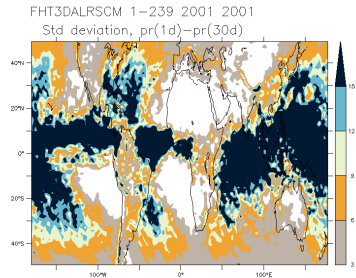 FHT3DALRSCM 1-239 2001 2001
Std deviation, pr(1d)-pr(30d)
40°N
20°N
0°
20°S
40°S
100°W
0°
100°E
15
12
9
6
3